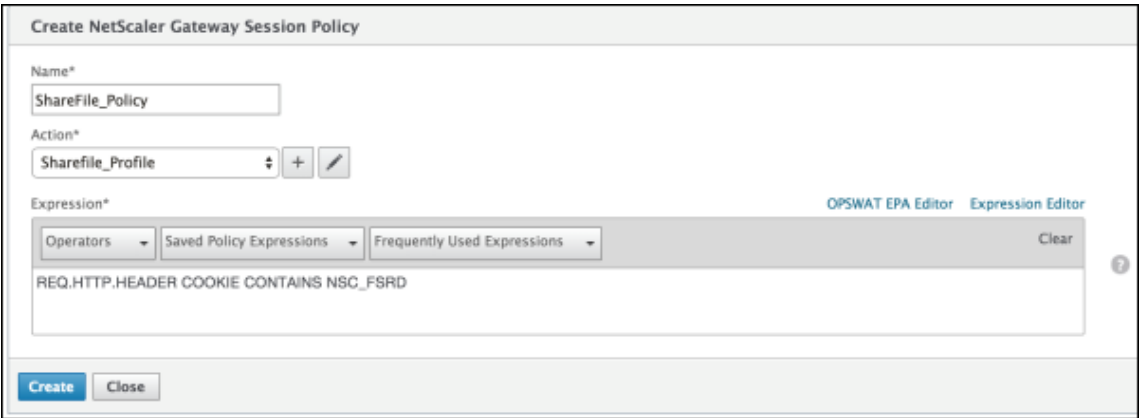 Create NetScaler Gateway Session Policy
Name*
ShareFile_Policy
Action*
Sharefile_Profile
+
Expression*
OPSWAT EPA Editor Expression Editor
Operators Saved Policy Expressions Frequently Used Expressions Clear
REQ.HTTP.HEADER COOKIE CONTAINS NSC_FSRD
?
Create Close